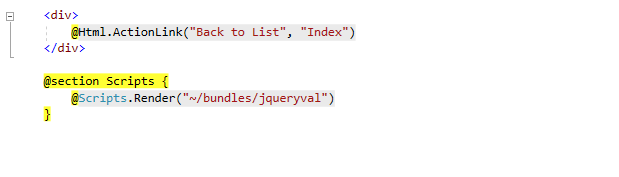 <div>
@Html.ActionLink("Back to List", "Index")
</div>
@section Scripts {
@Scripts.Render("~/bundles/jqueryval")
}